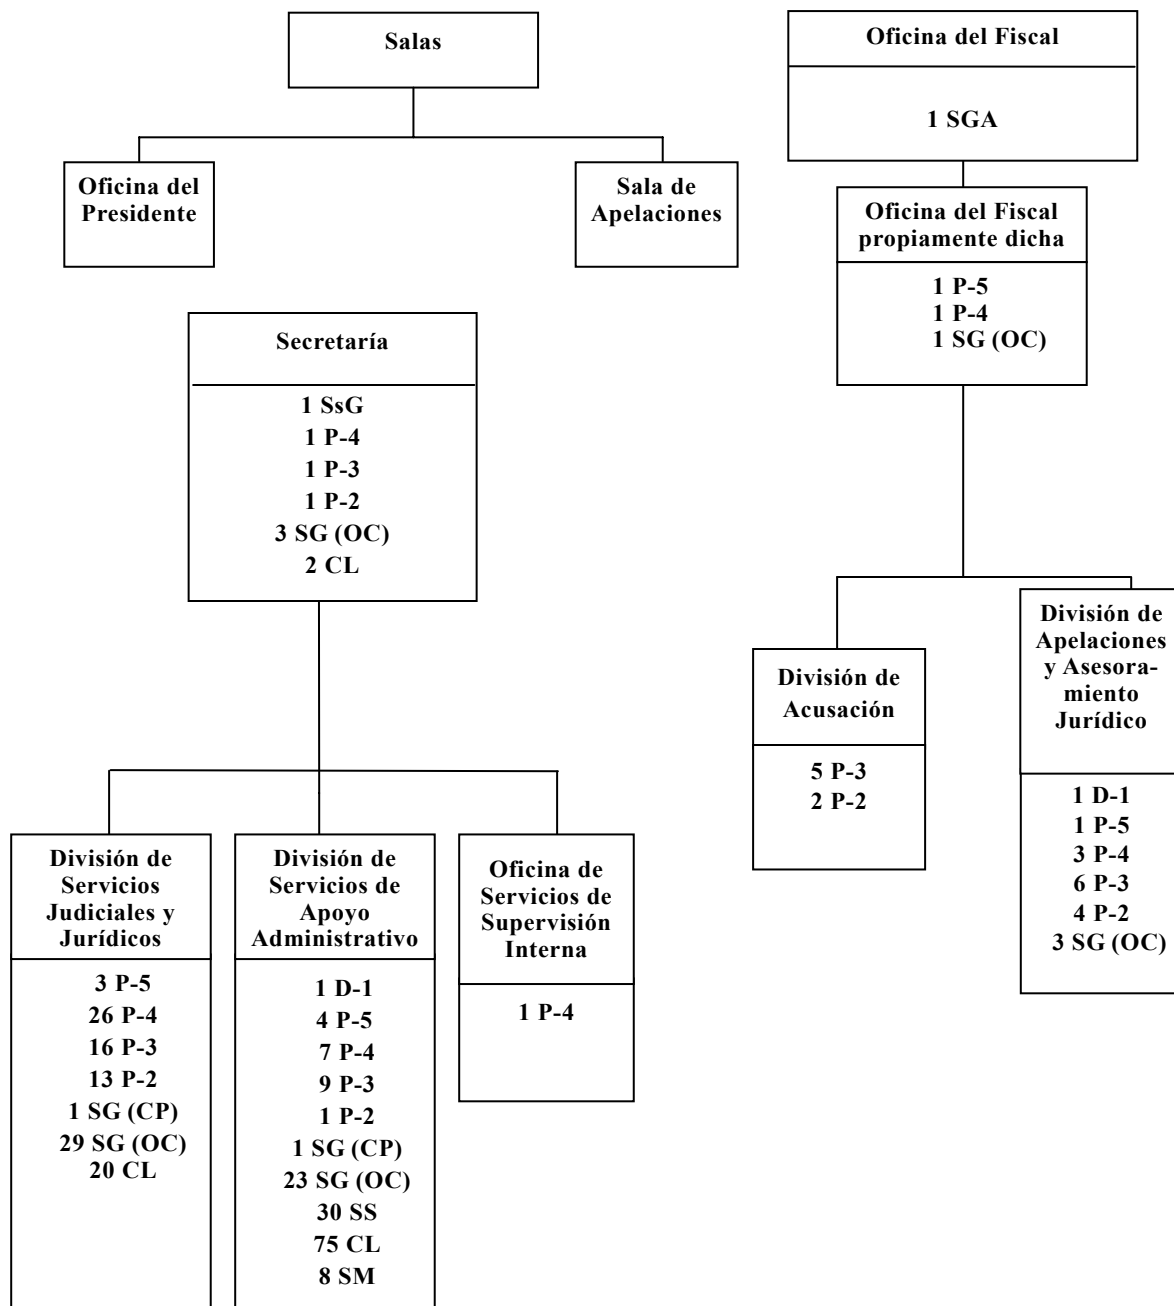 Salas
Oficina del
Presidente
Sala de
Apelaciones
Oficina del Fiscal
1 SGA
Oficina del Fiscal
propiamente dicha
1 P-5
1 P-4
1 SG (OC)
Secretaría
1 SsG
1 P-4
1 P-3
1 P-2
3 SG (OC)
2 CL
División de
Acusación
5 P-3
2 P-2
División de
Apelaciones
y Asesora-
miento
Jurídico
1 D-1
1 P-5
3 P-4
6 P-3
4 P-2
3 SG (OC)
División de
Servicios
Judiciales y
Jurídicos
3 P-5
26 P-4
16 P-3
13 P-2
1 SG (CP)
29 SG (OC)
20 CL
División de
Servicios de
Apoyo
Administrativo
1 D-1
4 P-5
7 P-4
9 P-3
1 P-2
1 SG (CP)
23 SG (OC)
30 SS
75 CL
8 SM
Oficina de
Servicios de
Supervisión
Interna
1 P-4